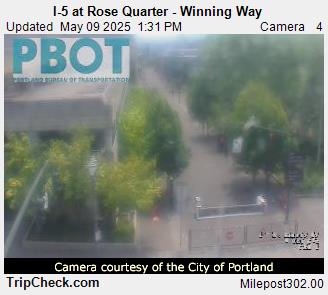 I-5 at Rose Quarter - Winning Way
Updated May 09 2025 1:31 PM Camera 4
PBOT
PORTLAND BUREAU OF TRANSPORTATION
Camera courtesy of the City of Portland
TripCheck.com Milepost302.00